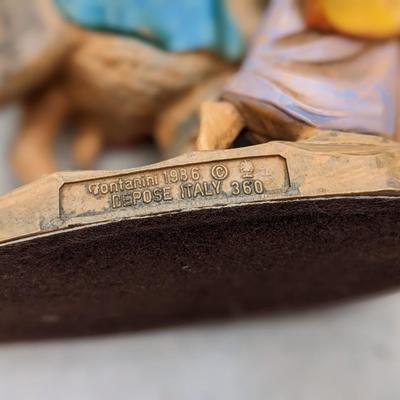 Fontanini 1986 ©
DEPOSE ITALY 360